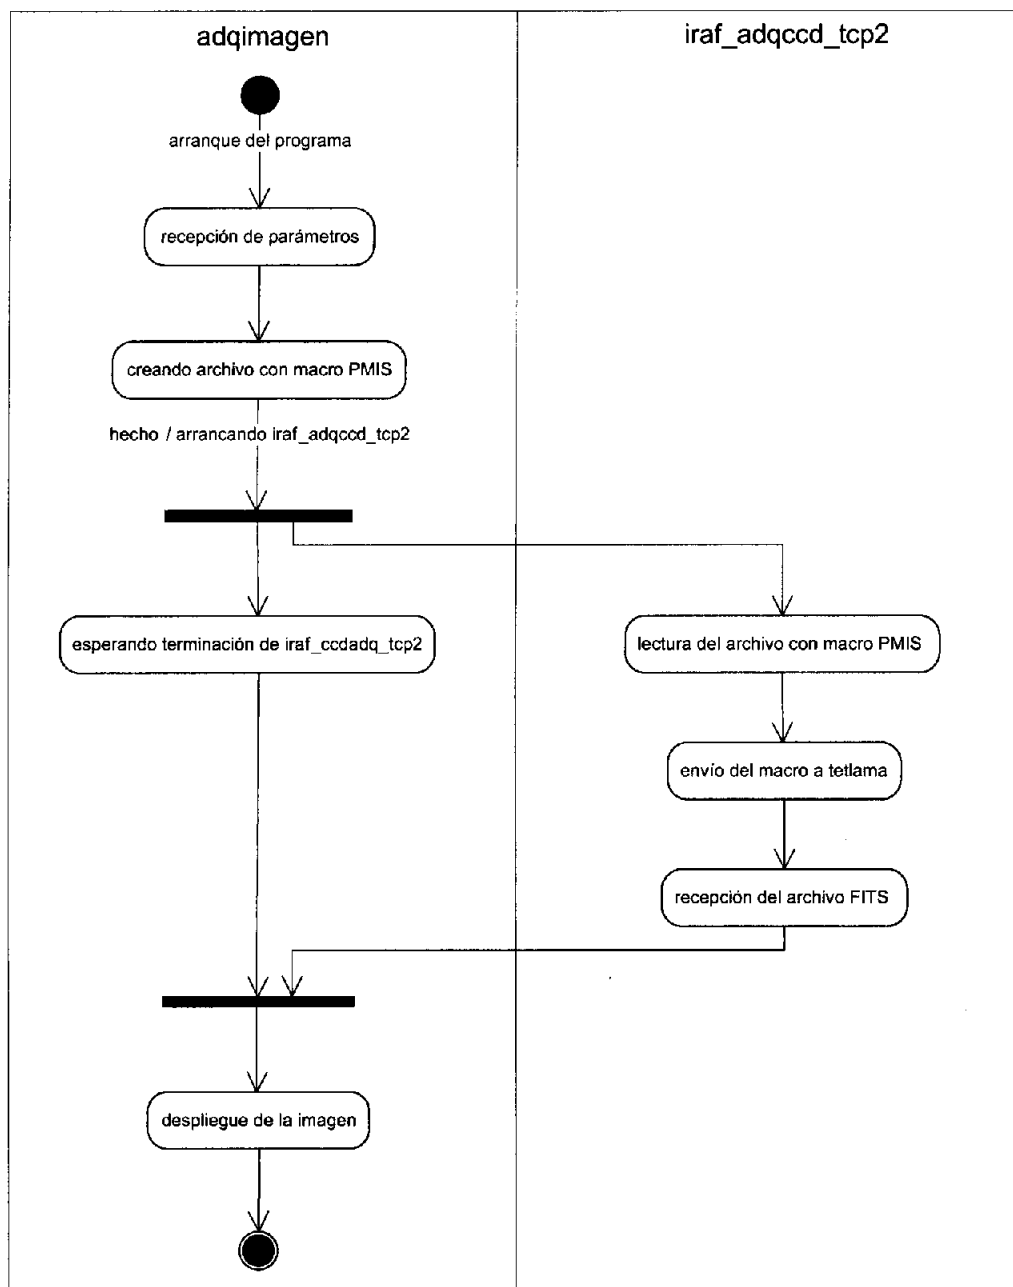 adqimagen
iraf_adqccd_tcp2
arranque del programa
recepción de parámetros
creando archivo con macro PMIS
hecho / arrancando iraf_adqccd_tcp2
esperando terminación de iraf_ccdadq_tcp2
lectura del archivo con macro PMIS
envío del macro a tetlama
recepción del archivo FITS
despliegue de la imagen